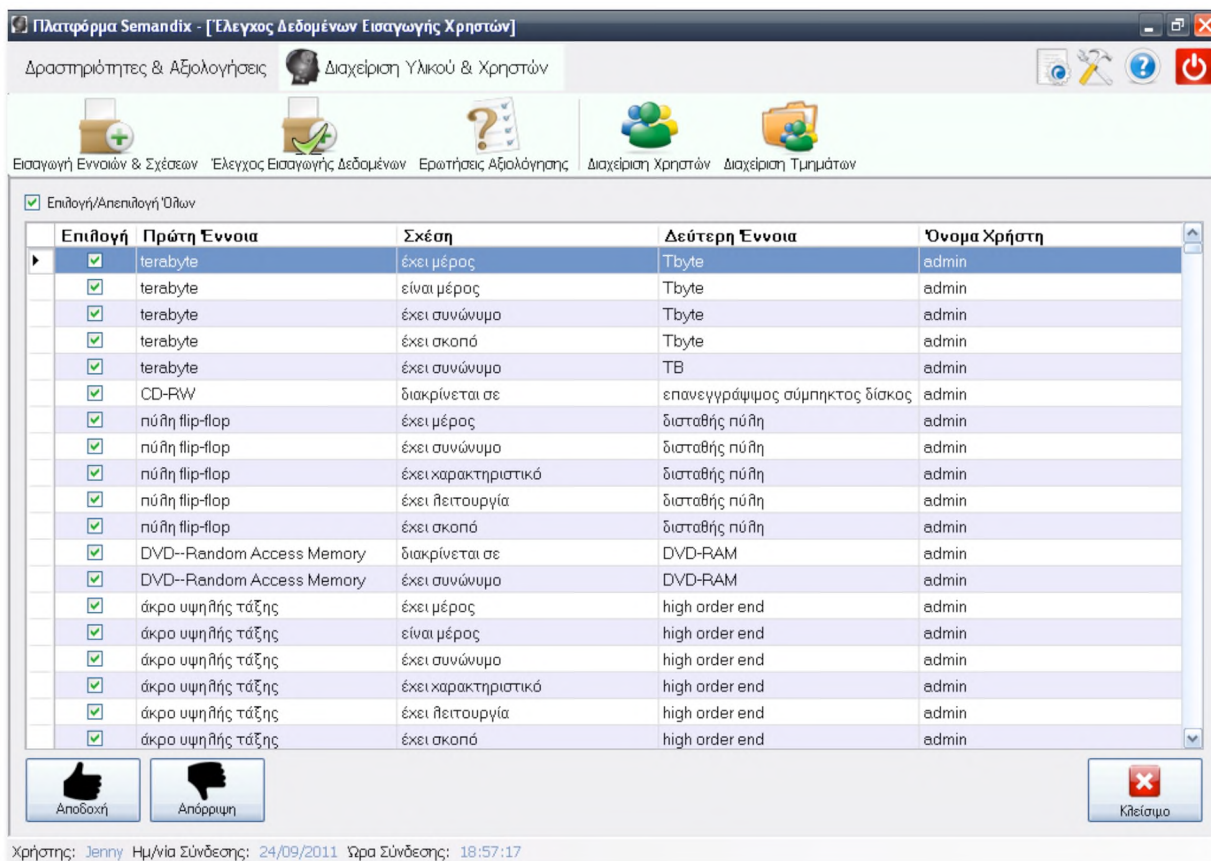 Πλατφόρμα Semandix - [Έλεγχος Δεδομένων Εισαγωγής Χρηστών]
Δραστηριότητες & Αξιολογήσεις Διαχείριση Υλικού & Χρηστών
Εισαγωγή Εννοιών & Σχέσεων Έλεγχος Εισαγωγής Δεδομένων Ερωτήσεις Αξιολόγησης Διαχείριση Χρηστών Διαχείριση Τμημάτων
Επιλογή/Απεπιλογή Όλων
Επιλογή Πρώτη Έννοια Σχέση Δεύτερη Έννοια Όνομα Χρήστη
terabyte έχει μέρος Tbyte admin
terabyte είναι μέρος Tbyte admin
terabyte έχει συνώνυμο Tbyte admin
terabyte έχει σκοπό Tbyte admin
terabyte έχει συνώνυμο TB admin
CD-RW διακρίνεται σε επανεγγράψιμος σύμπηκτος δίσκος admin
πύλη flip-flop έχει μέρος δισταθής πύλη admin
πύλη flip-flop έχει συνώνυμο δισταθής πύλη admin
πύλη flip-flop έχει χαρακτηριστικό δισταθής πύλη admin
πύλη flip-flop έχει λειτουργία δισταθής πύλη admin
πύλη flip-flop έχει σκοπό δισταθής πύλη admin
DVD--Random Access Memory διακρίνεται σε DVD-RAM admin
DVD--Random Access Memory έχει συνώνυμο DVD-RAM admin
άκρο υψηλής τάξης έχει μέρος high order end admin
άκρο υψηλής τάξης είναι μέρος high order end admin
άκρο υψηλής τάξης έχει συνώνυμο high order end admin
άκρο υψηλής τάξης έχει χαρακτηριστικό high order end admin
άκρο υψηλής τάξης έχει λειτουργία high order end admin
άκρο υψηλής τάξης έχει σκοπό high order end admin
Αποδοχή Απόρριψη Κλείσιμο
Χρήστης: Jenny Ημ/νία Σύνδεσης: 24/09/2011 Ώρα Σύνδεσης: 18:57:17